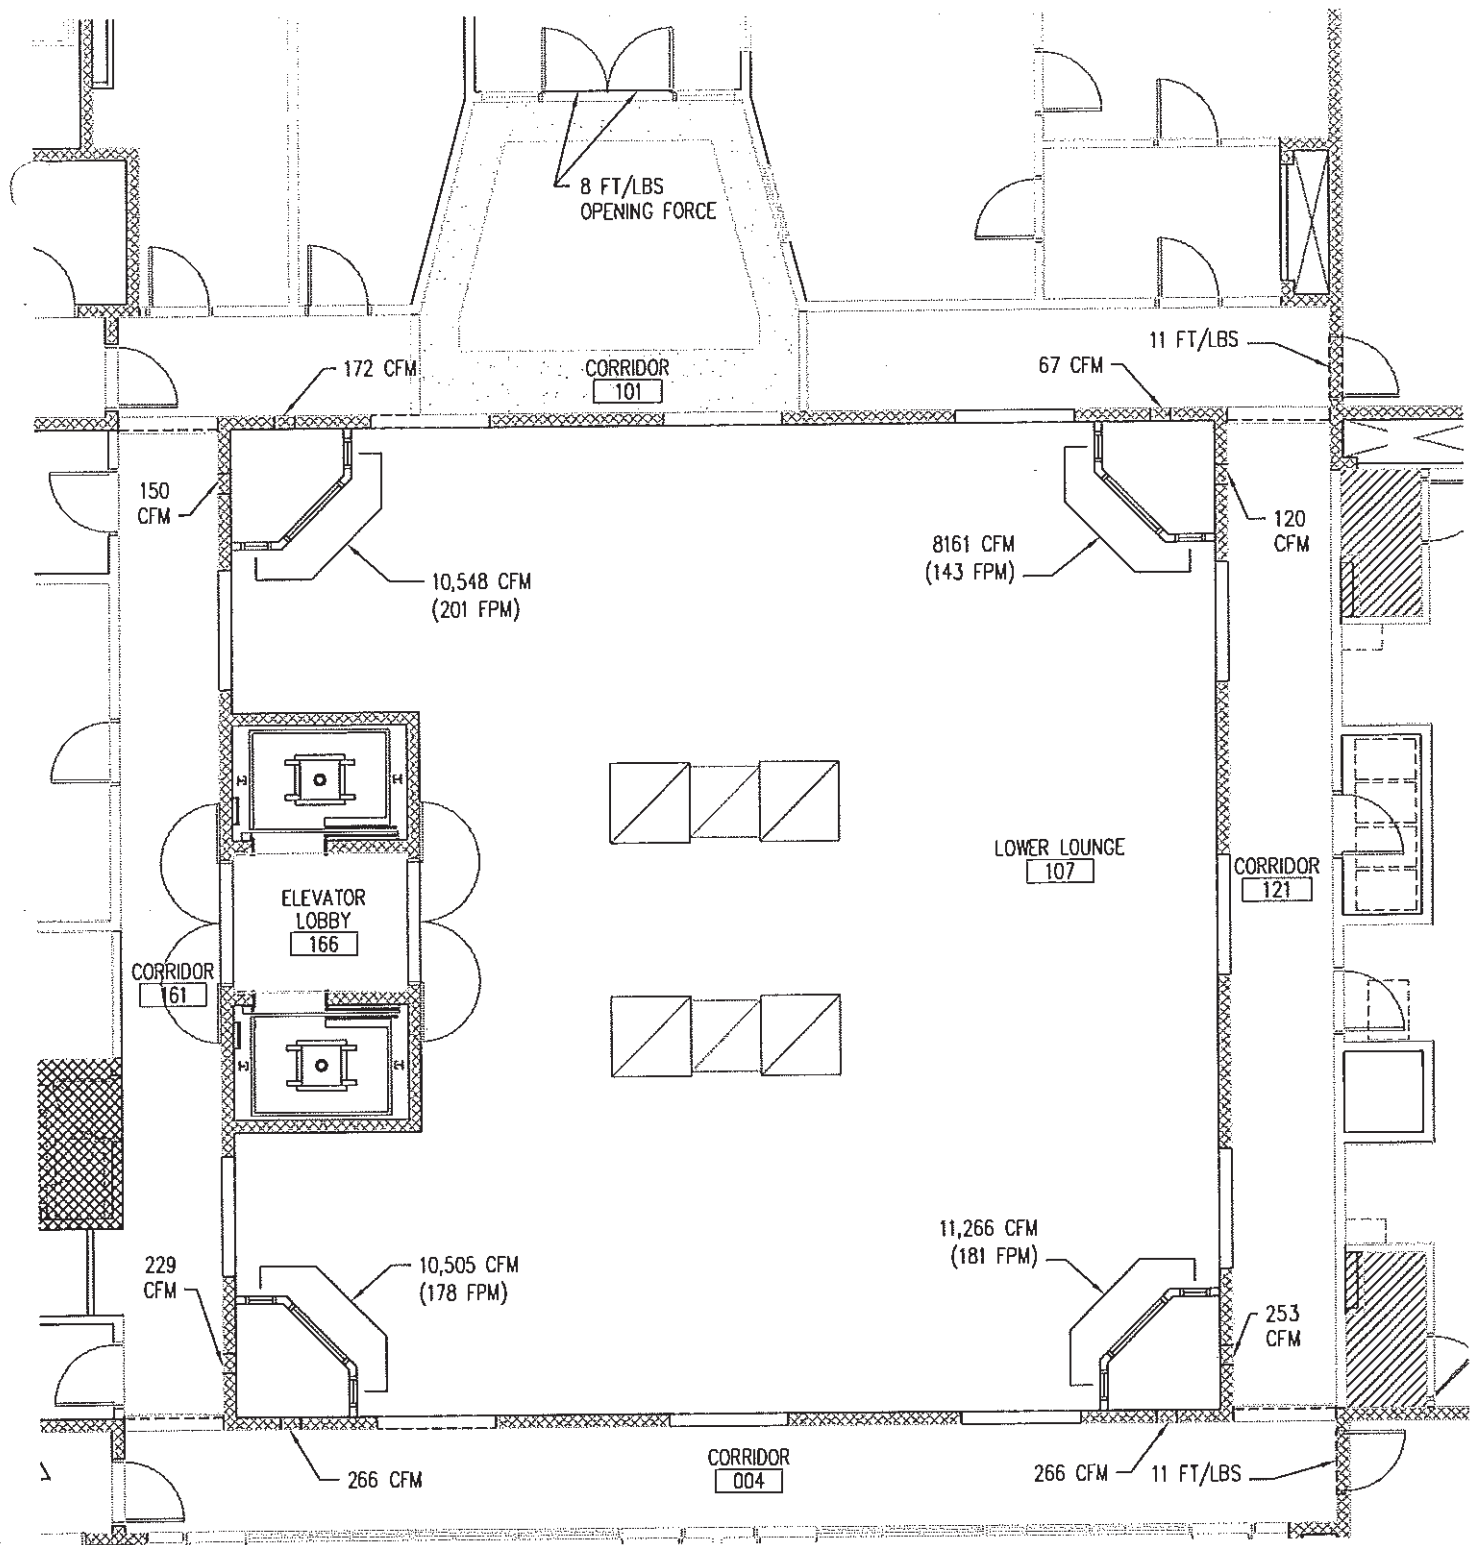 8 FT/LBS
OPENING FORCE
172 CFM
CORRIDOR
101
67 CFM
11 FT/LBS
150
CFM
10,548 CFM
(201 FPM)
8161 CFM
(143 FPM)
120
CFM
ELEVATOR
LOBBY
166
LOWER LOUNGE
107
CORRIDOR
121
CORRIDOR
161
229
CFM
10,505 CFM
(178 FPM)
11,266 CFM
(181 FPM)
253
CFM
266 CFM
CORRIDOR
004
266 CFM
11 FT/LBS